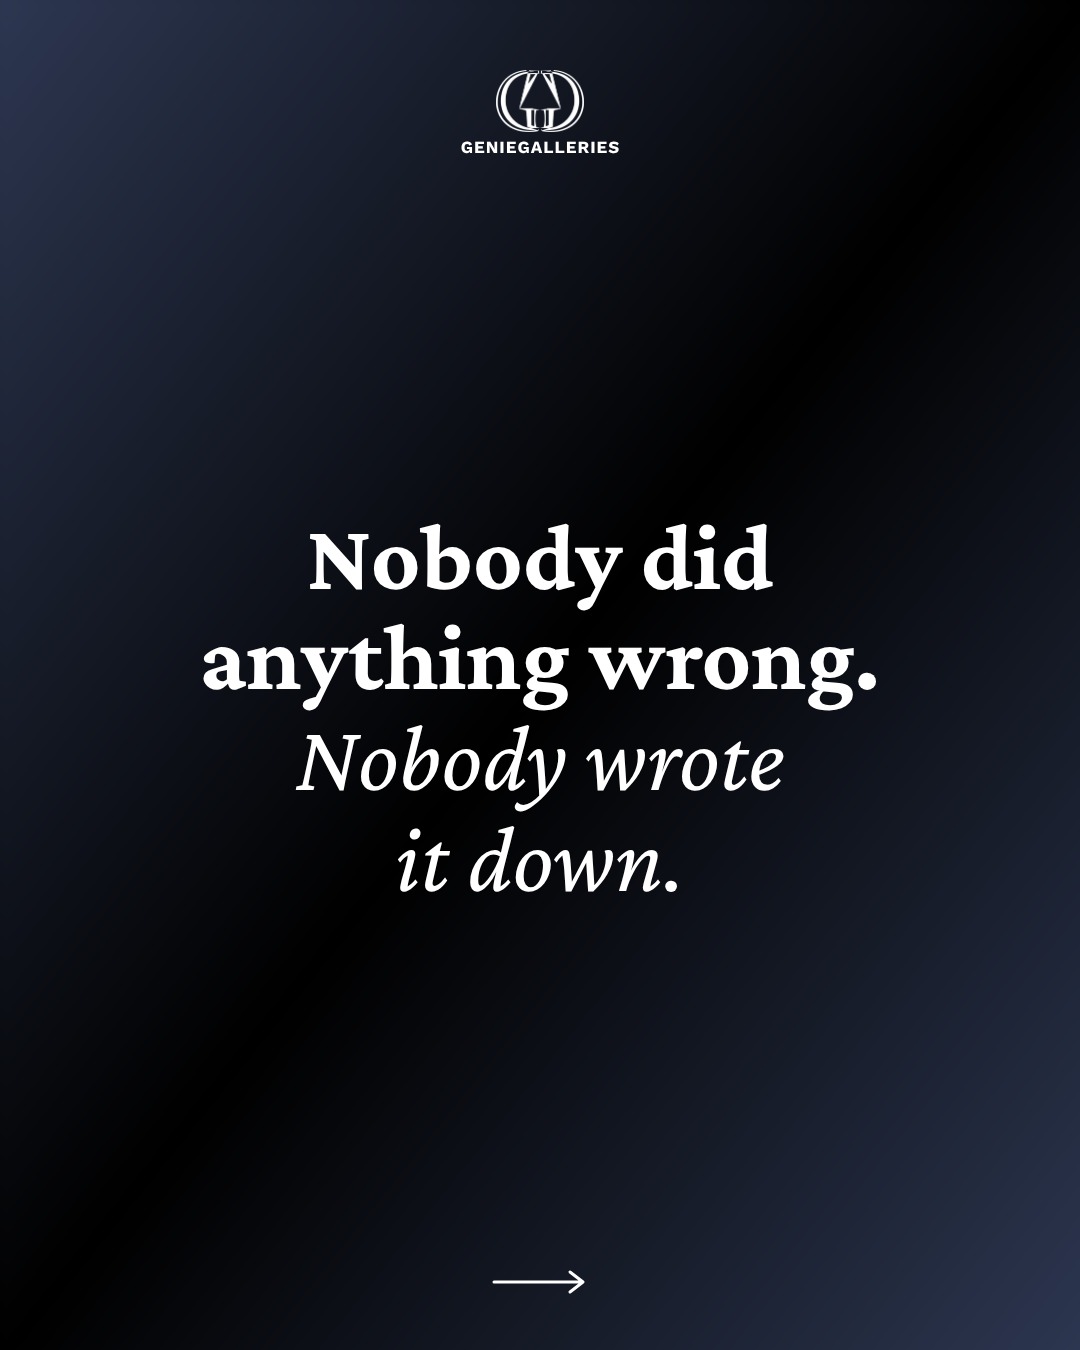 GENIEGALLERIES
Nobody did
anything wrong.
Nobody wrote
it down.